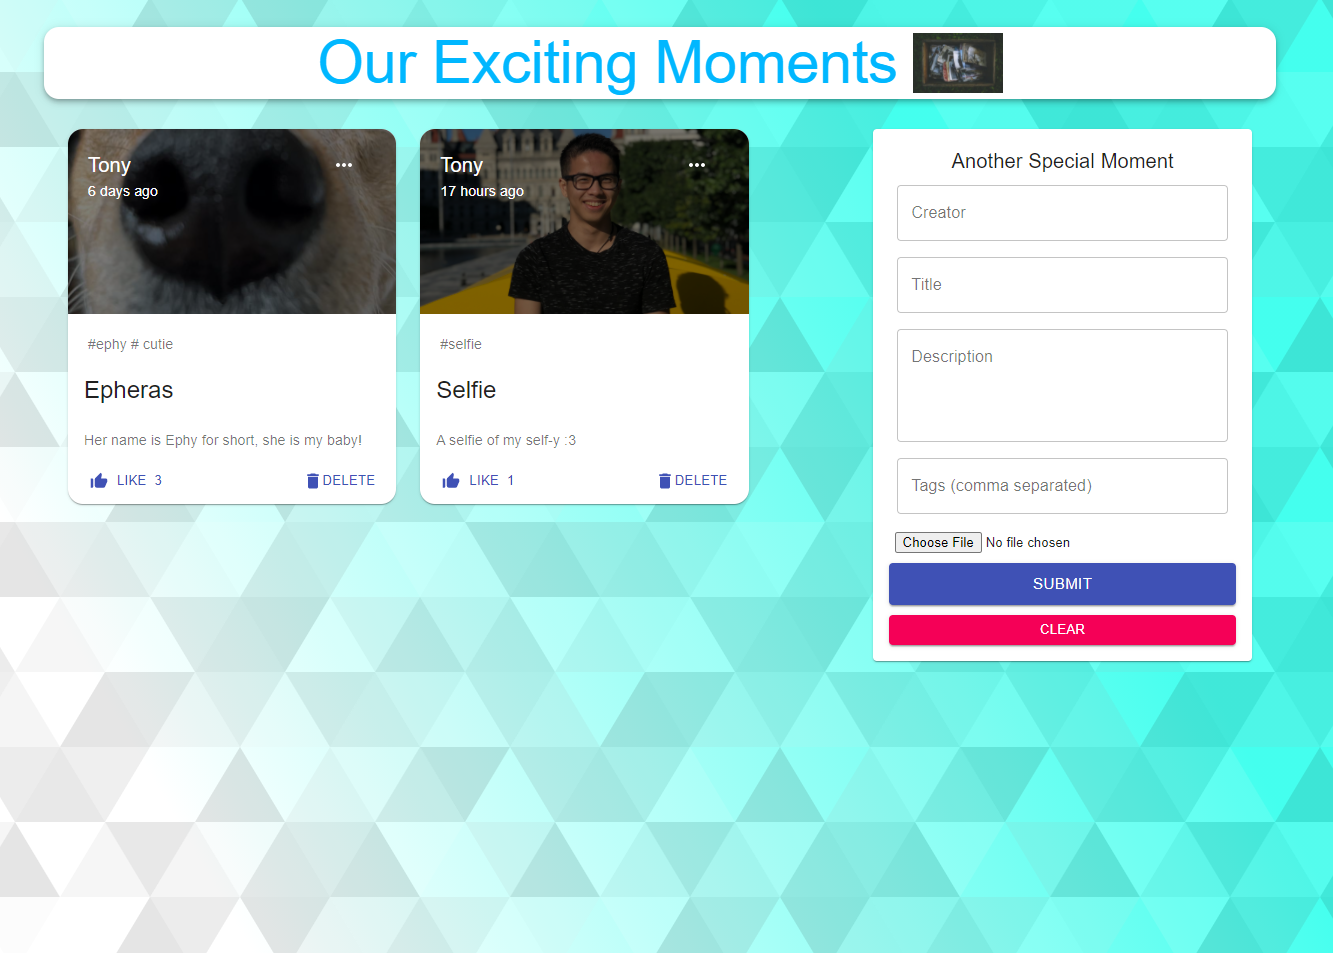 Our Exciting Moments
Tony
6 days ago
#ephy # cutie
Epheras
Her name is Ephy for short, she is my baby!
LIKE 3
DELETE
Tony
17 hours ago
#selfie
Selfie
A selfie of my self-y :3
LIKE 1
DELETE
Another Special Moment
Creator
Title
Description
Tags (comma separated)
Choose File No file chosen
SUBMIT
CLEAR